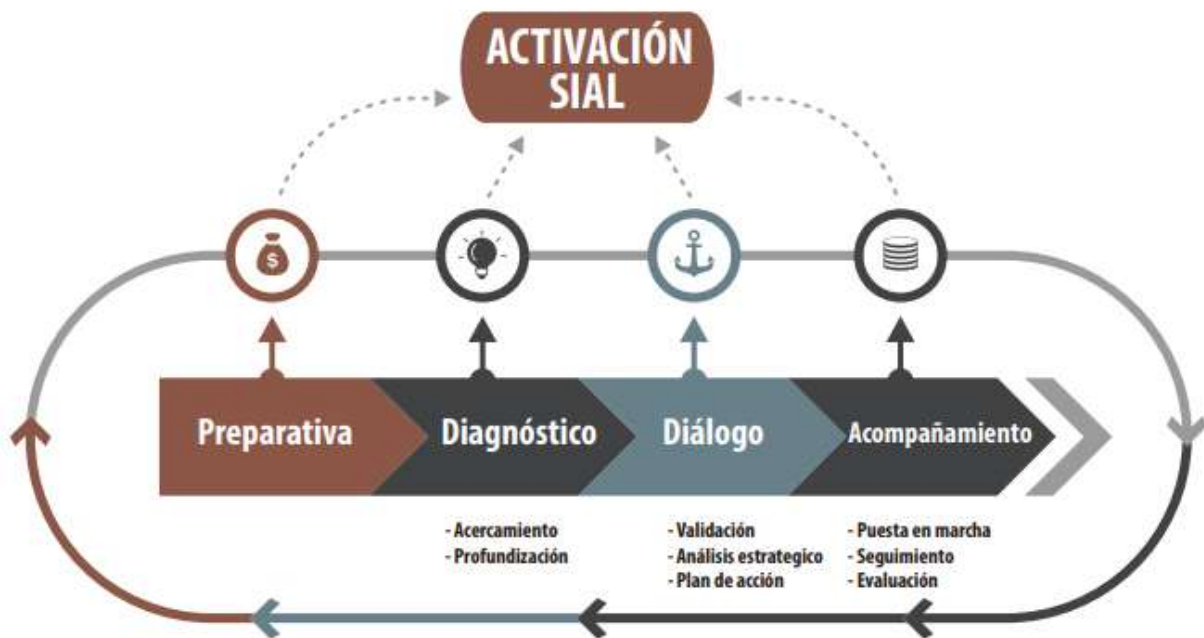 ACTIVACIÓN
SIAL
$
Preparativa
Diagnóstico
Diálogo
Acompañamiento
- Acercamiento
- Profundización
- Validación
- Análisis estrategico
- Plan de acción
- Puesta en marcha
- Seguimiento
- Evaluación